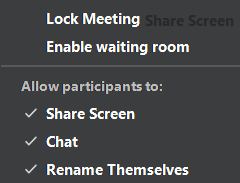 Lock Meeting Share Screen
Enable waiting room
Allow participants to:
Share Screen
Chat
Rename Themselves